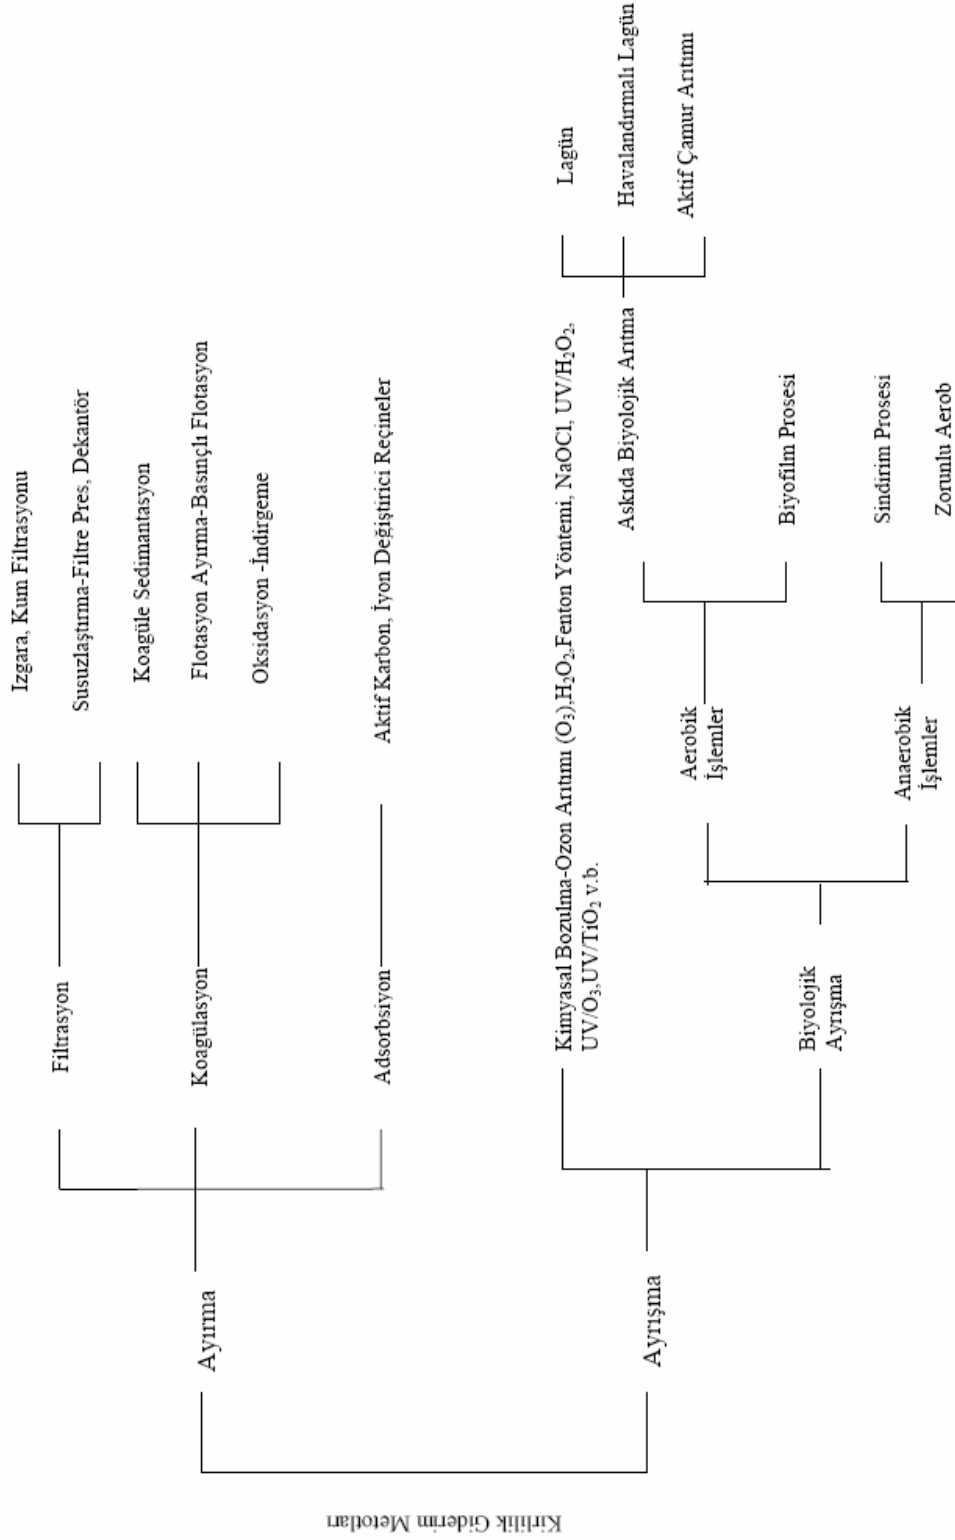 Kirlilik Giderim Metotları
Ayırma
Filtrasyon
Izgara, Kum Filtrasyonu
Susuzlaştırma-Filtre Pres, Dekantör
Koagülasyon
Koagüle Sedimantasyon
Flotasyon Ayırma-Basınçlı Flotasyon
Oksidasyon -İndirgeme
Adsorbsiyon
Aktif Karbon, İyon Değiştirici Reçineler
Ayrışma
Kimyasal Bozulma-Ozon Arıtımı (O₃),H₂O₂,Fenton Yöntemi, NaOCl, UV/H₂O₂,
UV/O₃,UV/TiO₂ v.b.
Biyolojik
Ayrışma
Aerobik
İşlemler
Askıda Biyolojik Arıtma
Lagün
Havalandırmalı Lagün
Aktif Çamur Arıtımı
Biyofilm Prosesi
Anaerobik
İşlemler
Sindirim Prosesi
Zorunlu Aerob